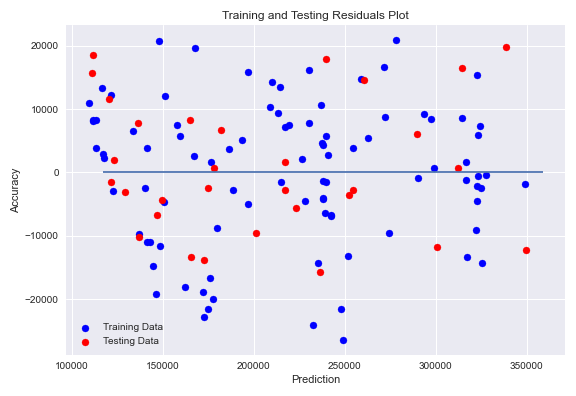 Training and Testing Residuals Plot
20000
10000
0
−10000
−20000
Accuracy
Training Data
Testing Data
100000 150000 200000 250000 300000 350000
Prediction